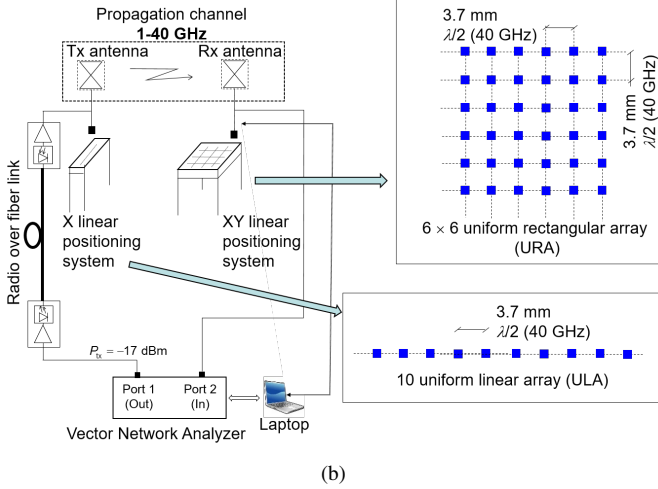 Propagation channel
1-40 GHz
Tx antenna
Rx antenna
Radio over fiber link
X linear
positioning
system
XY linear
positioning
system
P_tx = −17 dBm
Port 1
(Out)
Port 2
(In)
Vector Network Analyzer
Laptop
3.7 mm
λ/2 (40 GHz)
3.7 mm
λ/2 (40 GHz)
6 × 6 uniform rectangular array
(URA)
3.7 mm
λ/2 (40 GHz)
10 uniform linear array (ULA)
(b)